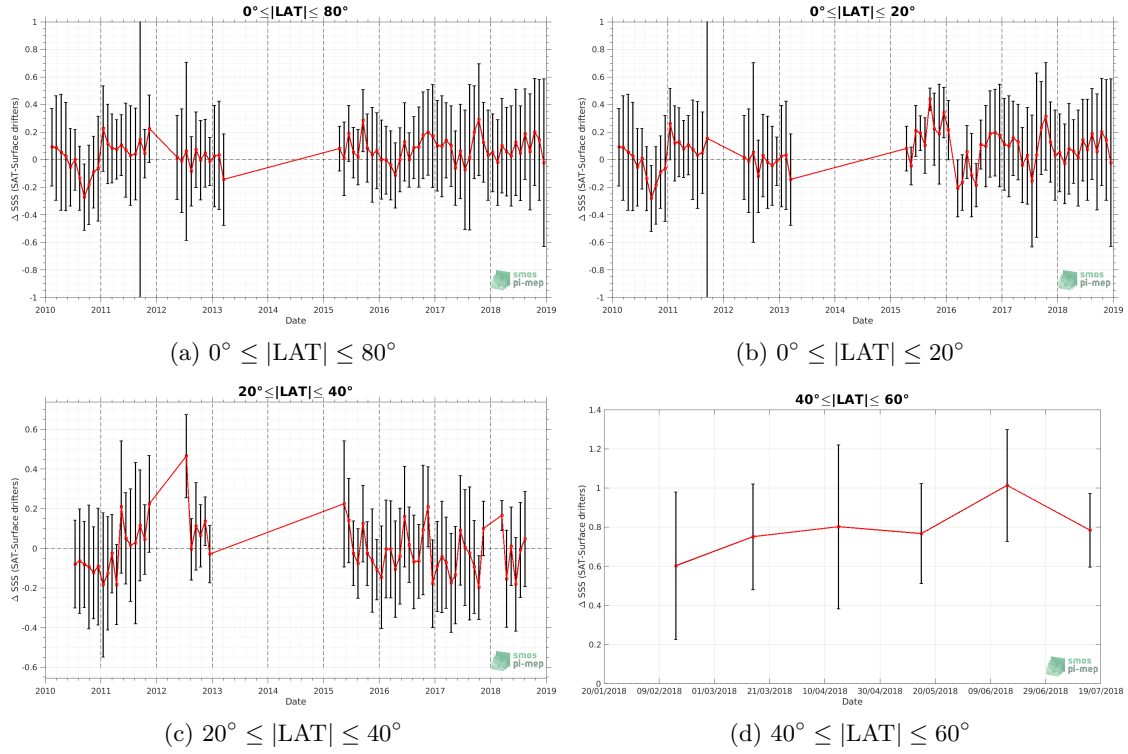 0°≤|LAT|≤ 80°
1
0.8
0.6
0.4
0.2
0
-0.2
-0.4
-0.6
-0.8
-1
Δ SSS (SAT-Surface drifters)
2010 2011 2012 2013 2014 2015 2016 2017 2018 2019
Date
smos
pi-mep
(a) 0° ≤ |LAT| ≤ 80°
0°≤|LAT|≤ 20°
1
0.8
0.6
0.4
0.2
0
-0.2
-0.4
-0.6
-0.8
-1
Δ SSS (SAT-Surface drifters)
2010 2011 2012 2013 2014 2015 2016 2017 2018 2019
Date
smos
pi-mep
(b) 0° ≤ |LAT| ≤ 20°
20°≤|LAT|≤ 40°
0.6
0.4
0.2
0
-0.2
-0.4
-0.6
Δ SSS (SAT-Surface drifters)
2010 2011 2012 2013 2014 2015 2016 2017 2018 2019
Date
smos
pi-mep
(c) 20° ≤ |LAT| ≤ 40°
40°≤|LAT|≤ 60°
1.4
1.2
1
0.8
0.6
0.4
0.2
0
Δ SSS (SAT-Surface drifters)
20/01/2018 09/02/2018 01/03/2018 21/03/2018 10/04/2018 30/04/2018 20/05/2018 09/06/2018 29/06/2018 19/07/2018
Date
smos
pi-mep
(d) 40° ≤ |LAT| ≤ 60°